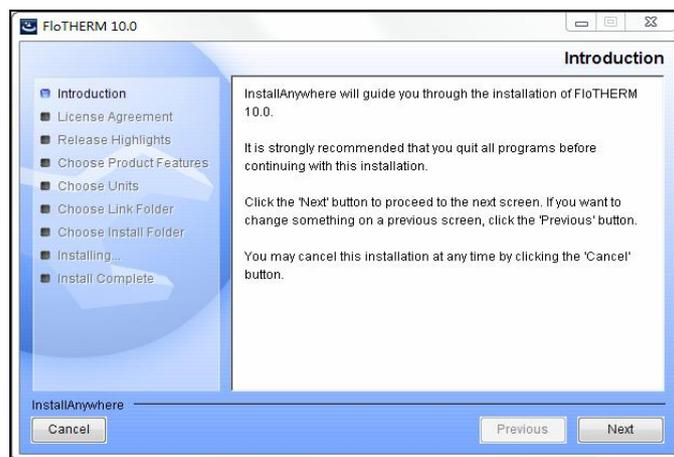 FloTHERM 10.0
Introduction
Introduction
License Agreement
Release Highlights
Choose Product Features
Choose Units
Choose Link Folder
Choose Install Folder
Installing...
Install Complete
InstallAnywhere will guide you through the installation of FloTHERM
10.0.
It is strongly recommended that you quit all programs before
continuing with this installation.
Click the 'Next' button to proceed to the next screen. If you want to
change something on a previous screen, click the 'Previous' button.
You may cancel this installation at any time by clicking the 'Cancel'
button.
InstallAnywhere
Cancel
Previous
Next